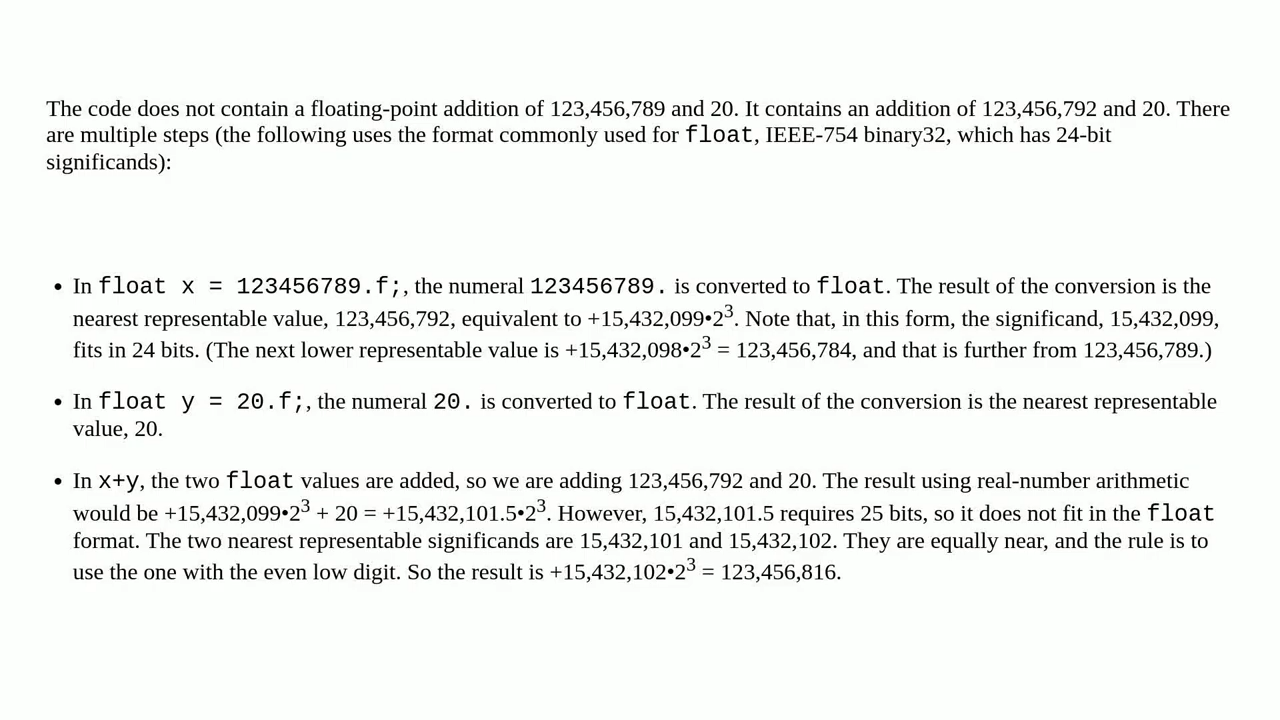 The code does not contain a floating-point addition of 123,456,789 and 20. It contains an addition of 123,456,792 and 20. There
are multiple steps (the following uses the format commonly used for float, IEEE-754 binary32, which has 24-bit
significands):
• In float x = 123456789.f;, the numeral 123456789. is converted to float. The result of the conversion is the
nearest representable value, 123,456,792, equivalent to +15,432,099•2³. Note that, in this form, the significand, 15,432,099,
fits in 24 bits. (The next lower representable value is +15,432,098•2³ = 123,456,784, and that is further from 123,456,789.)
• In float y = 20.f;, the numeral 20. is converted to float. The result of the conversion is the nearest representable
value, 20.
• In x+y, the two float values are added, so we are adding 123,456,792 and 20. The result using real-number arithmetic
would be +15,432,099•2³ + 20 = +15,432,101.5•2³. However, 15,432,101.5 requires 25 bits, so it does not fit in the float
format. The two nearest representable significands are 15,432,101 and 15,432,102. They are equally near, and the rule is to
use the one with the even low digit. So the result is +15,432,102•2³ = 123,456,816.